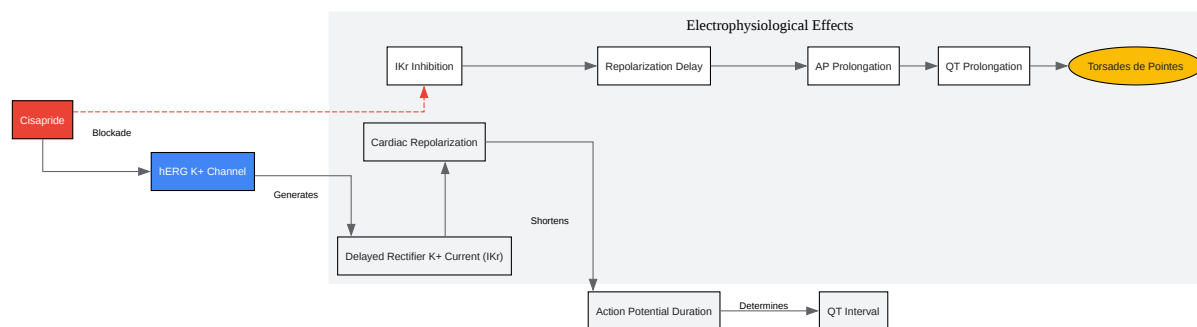 Electrophysiological Effects
IKr Inhibition
Repolarization Delay
AP Prolongation
QT Prolongation
Torsades de Pointes
Cisapride
Blockade
Cardiac Repolarization
hERG K+ Channel
Generates
Shortens
Delayed Rectifier K+ Current (IKr)
Action Potential Duration
Determines
QT Interval